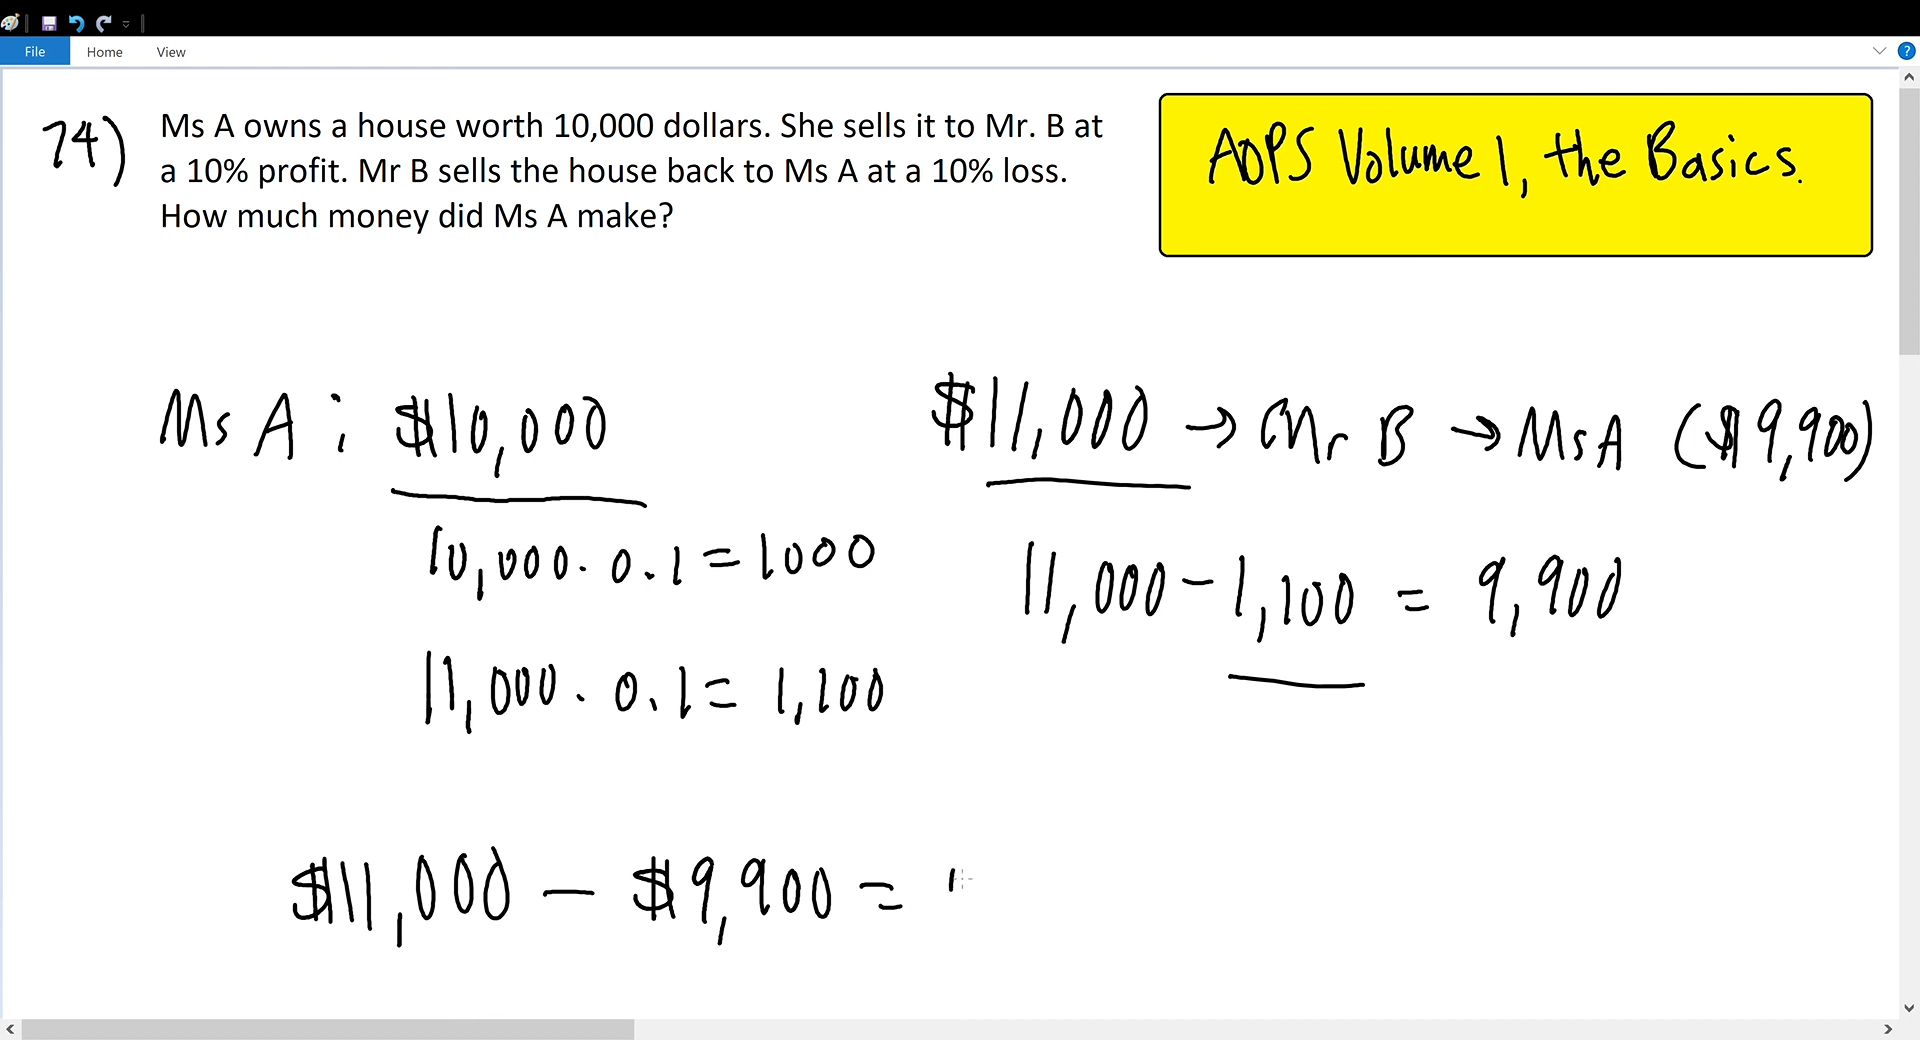 File Home View
74) Ms A owns a house worth 10,000 dollars. She sells it to Mr. B at
a 10% profit. Mr B sells the house back to Ms A at a 10% loss.
How much money did Ms A make?
AOPS Volume 1, the Basics.
Ms A : $10,000
10,000 · 0.1 = 1000
11,000 · 0.1 = 1,100
$11,000 → Mr B → Ms A ($9,900)
11,000 - 1,100 = 9,900
$11,000 - $9,900 =